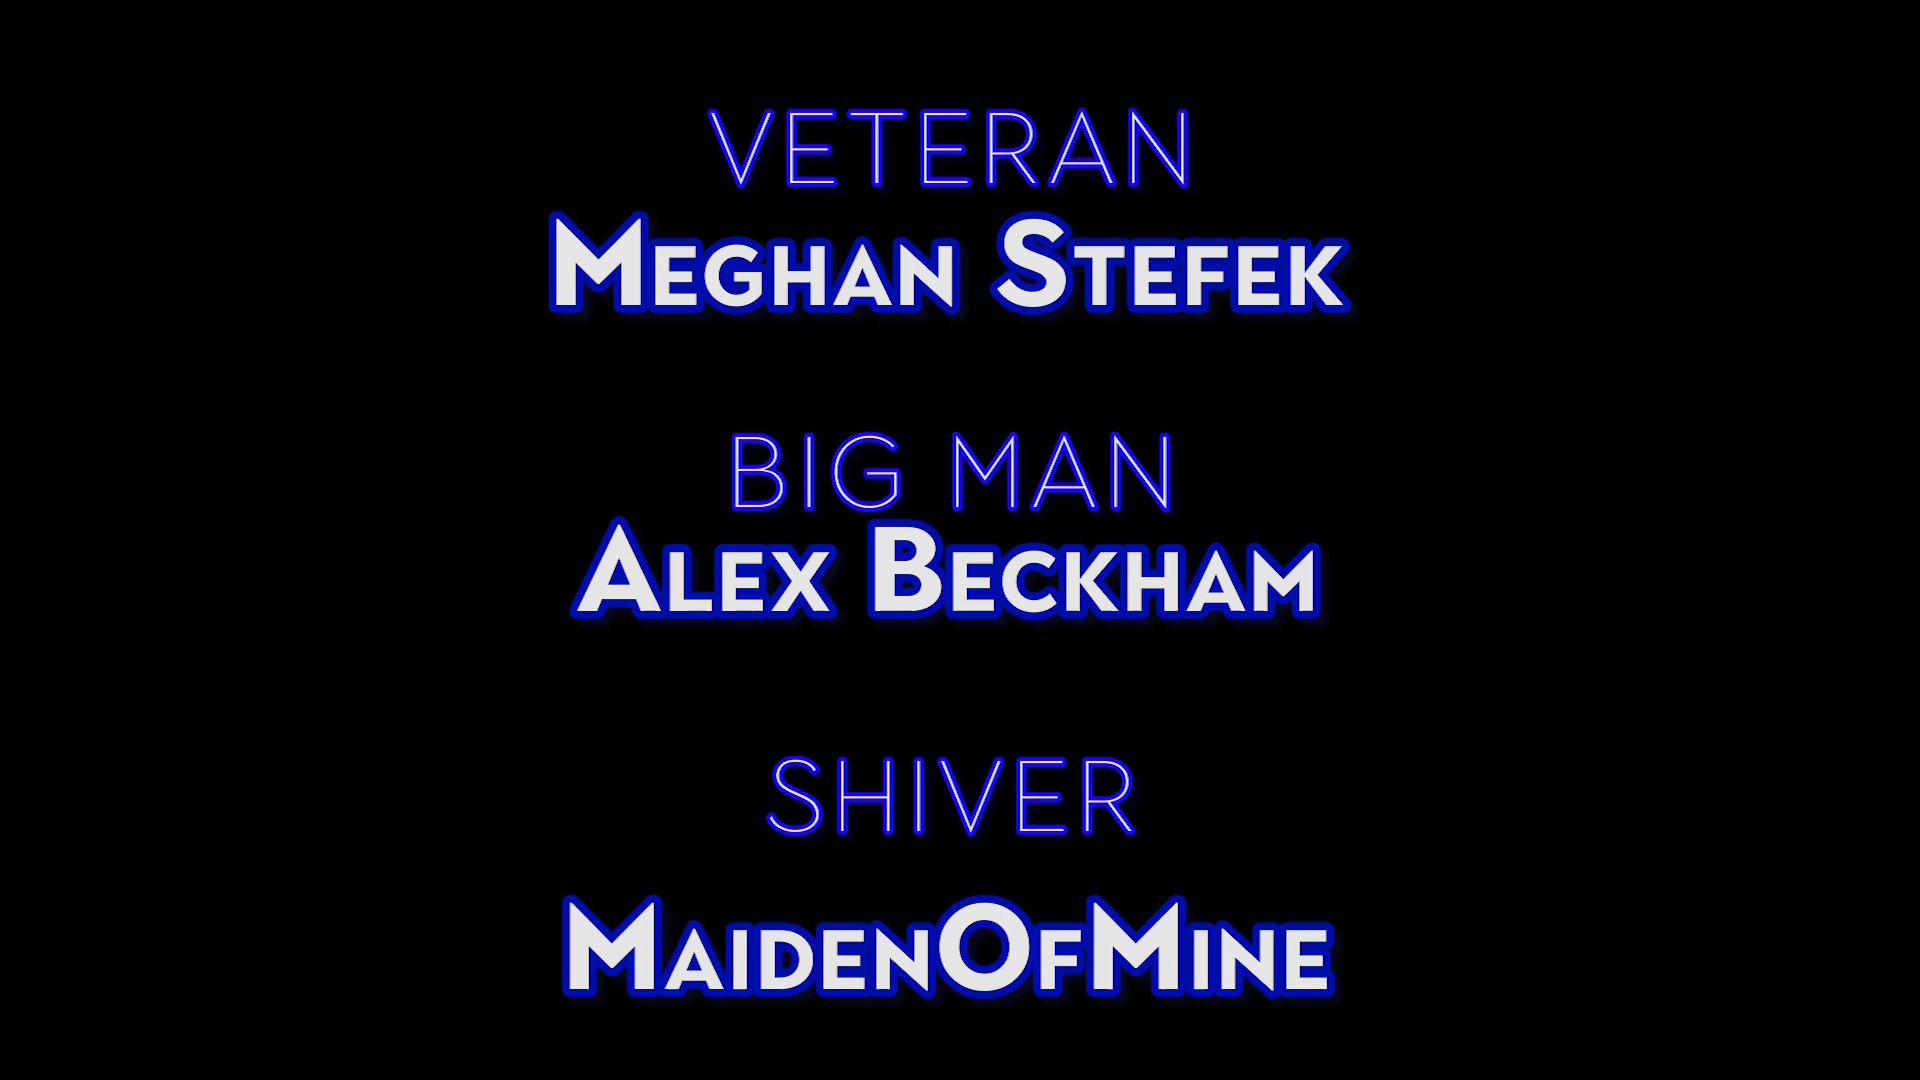 VETERAN
Meghan Stefek
BIG MAN
Alex Beckham
SHIVER
MaidenOfMine